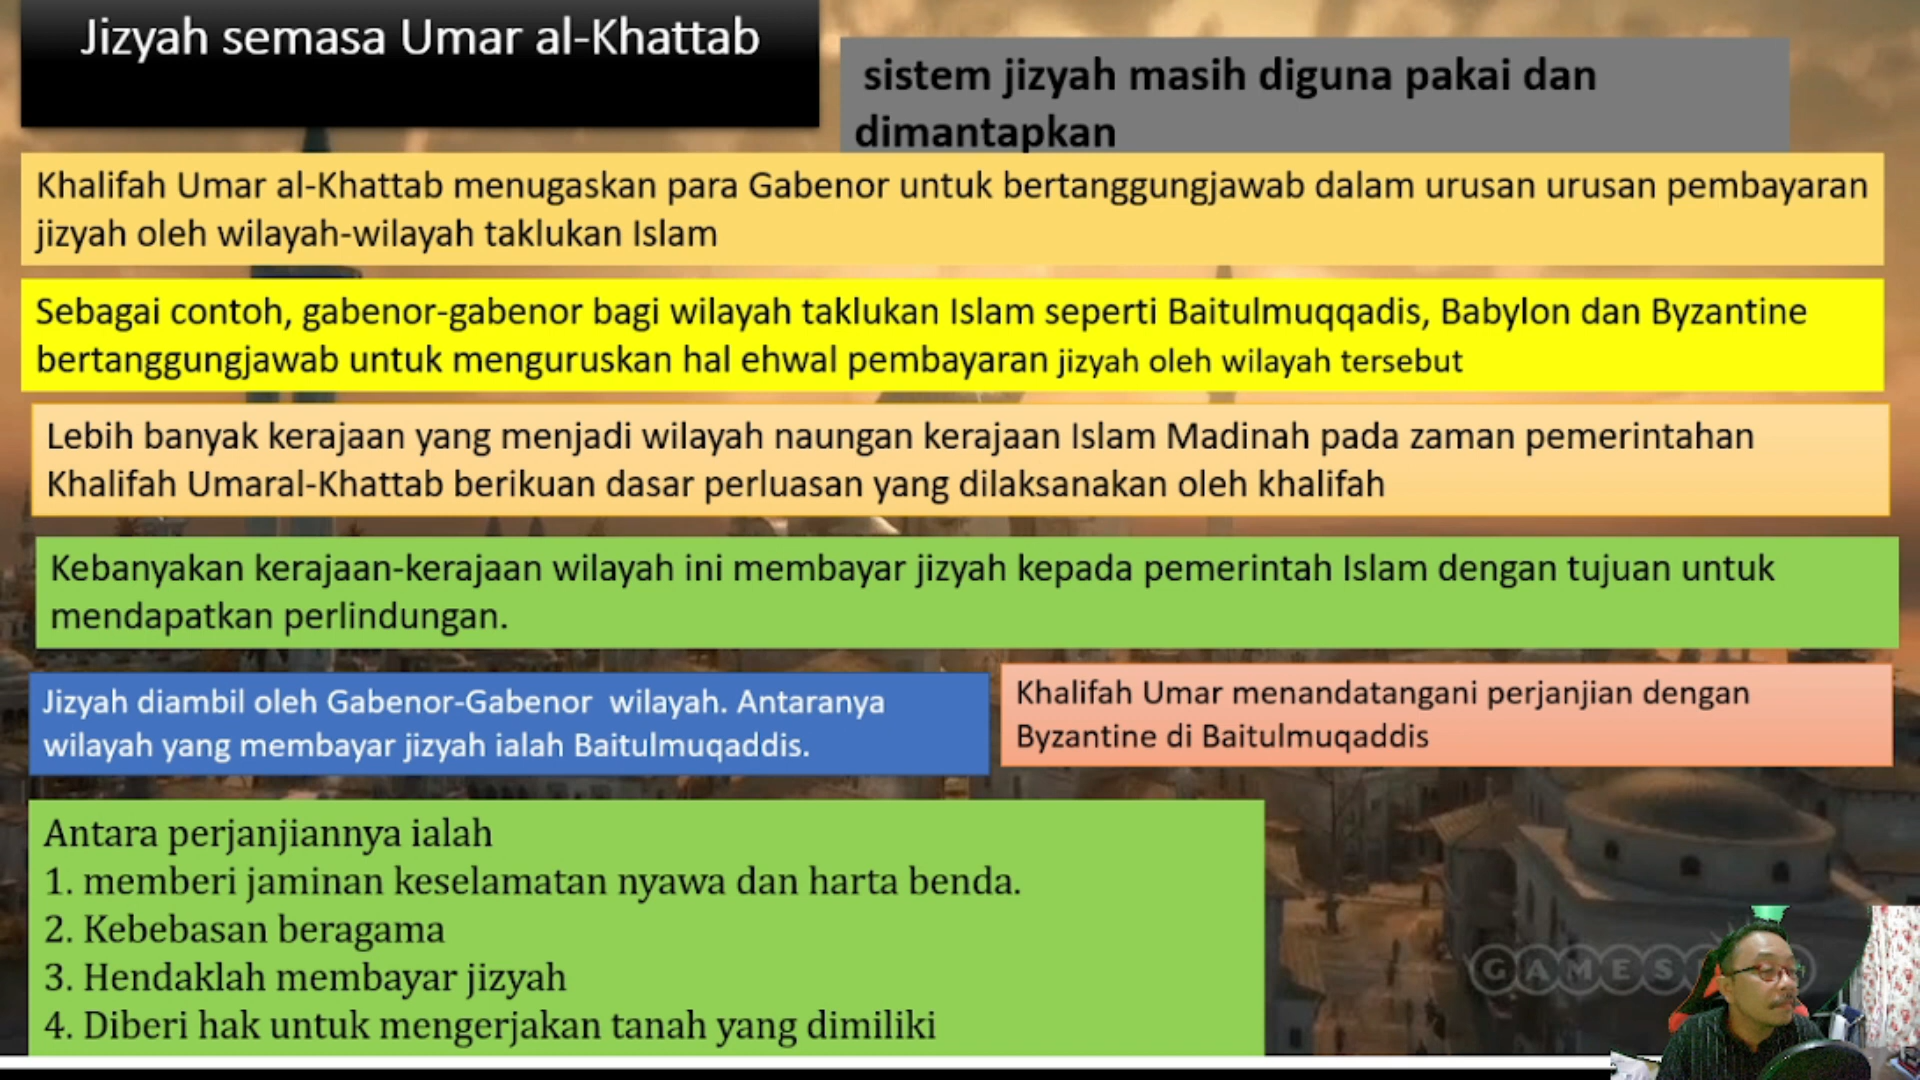 Jizyah semasa Umar al-Khattab
sistem jizyah masih diguna pakai dan
dimantapkan
Khalifah Umar al-Khattab menugaskan para Gabenor untuk bertanggungjawab dalam urusan urusan pembayaran
jizyah oleh wilayah-wilayah taklukan Islam
Sebagai contoh, gabenor-gabenor bagi wilayah taklukan Islam seperti Baitulmuqqadis, Babylon dan Byzantine
bertanggungjawab untuk menguruskan hal ehwal pembayaran jizyah oleh wilayah tersebut
Lebih banyak kerajaan yang menjadi wilayah naungan kerajaan Islam Madinah pada zaman pemerintahan
Khalifah Umaral-Khattab berikuan dasar perluasan yang dilaksanakan oleh khalifah
Kebanyakan kerajaan-kerajaan wilayah ini membayar jizyah kepada pemerintah Islam dengan tujuan untuk
mendapatkan perlindungan.
Jizyah diambil oleh Gabenor-Gabenor wilayah. Antaranya
wilayah yang membayar jizyah ialah Baitulmuqaddis.
Khalifah Umar menandatangani perjanjian dengan
Byzantine di Baitulmuqaddis
Antara perjanjiannya ialah
1. memberi jaminan keselamatan nyawa dan harta benda.
2. Kebebasan beragama
3. Hendaklah membayar jizyah
4. Diberi hak untuk mengerjakan tanah yang dimiliki